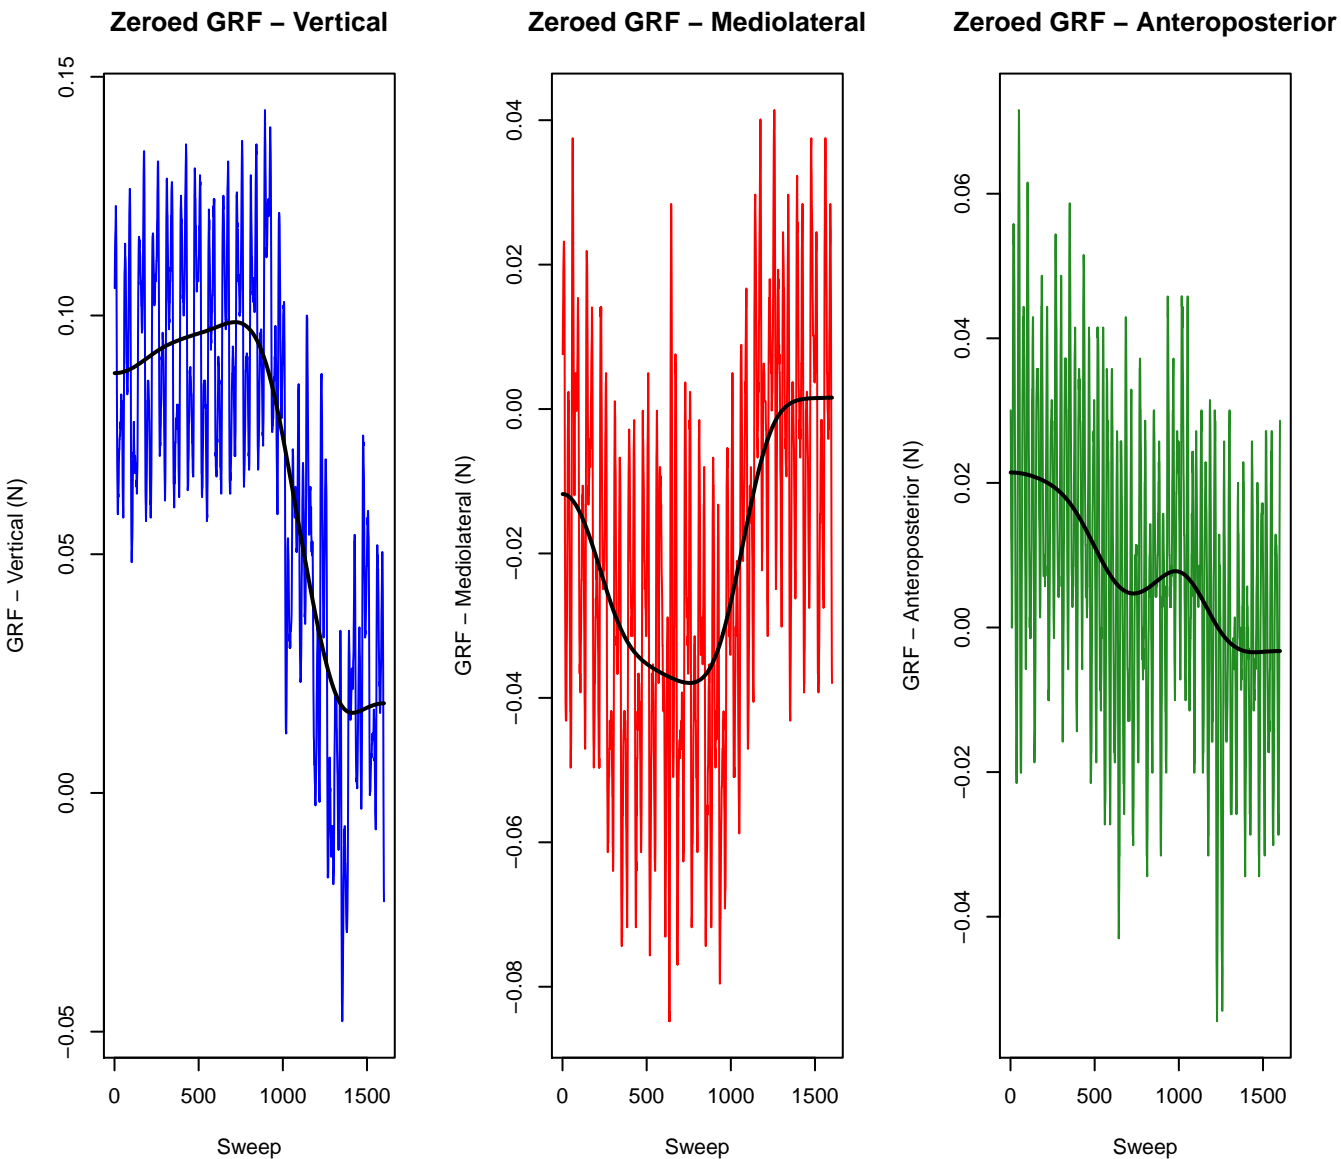 Zeroed GRF − Vertical
GRF − Vertical (N)
0.15
0.10
0.05
0.00
−0.05
0 500 1000 1500
Sweep
Zeroed GRF − Mediolateral
GRF − Mediolateral (N)
0.04
0.02
0.00
−0.02
−0.04
−0.06
−0.08
0 500 1000 1500
Sweep
Zeroed GRF − Anteroposterior
GRF − Anteroposterior (N)
0.06
0.04
0.02
0.00
−0.02
−0.04
0 500 1000 1500
Sweep